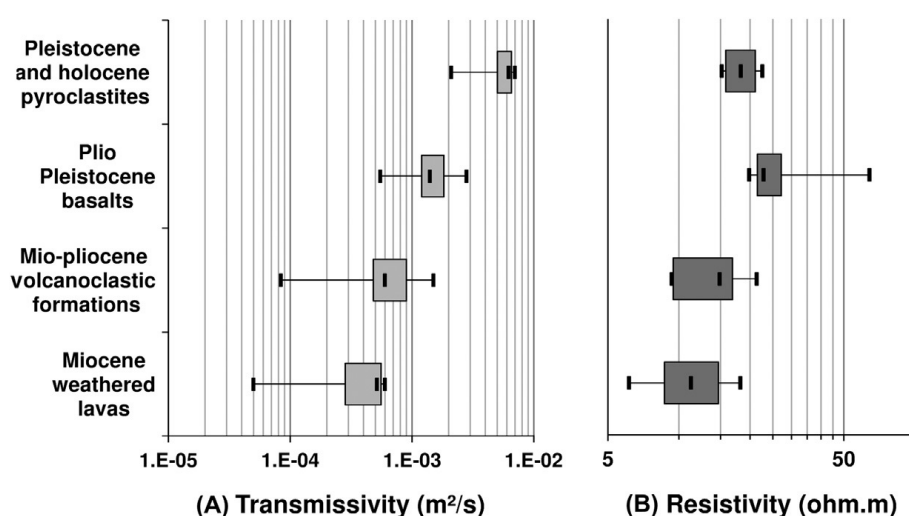 Pleistocene
and holocene
pyroclastites
Plio
Pleistocene
basalts
Mio-pliocene
volcanoclastic
formations
Miocene
weathered
lavas
1.E-05 1.E-04 1.E-03 1.E-02
(A) Transmissivity (m²/s)
5 50
(B) Resistivity (ohm.m)